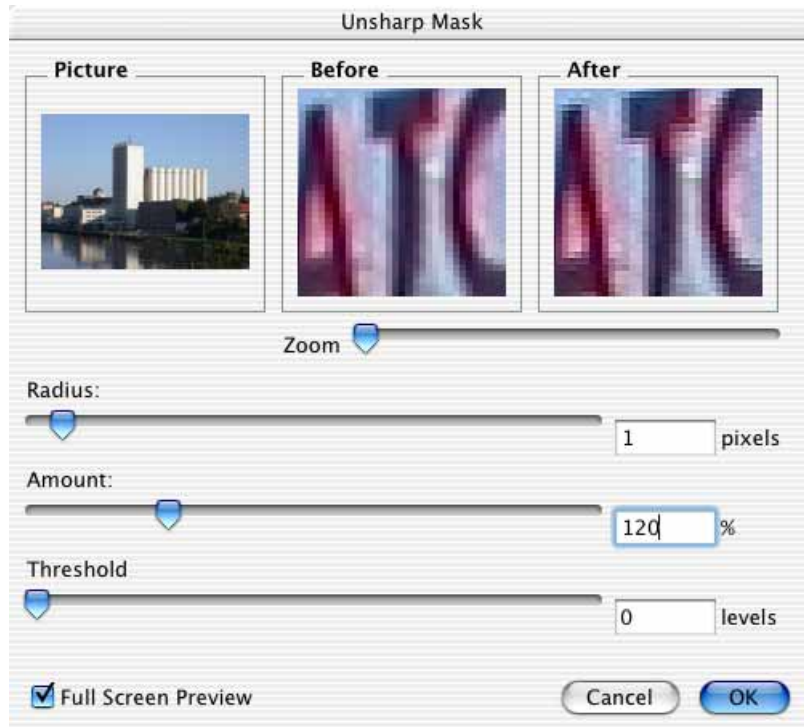 Unsharp Mask
Picture
Before
After
Zoom
Radius:
1 pixels
Amount:
120 %
Threshold
0 levels
Full Screen Preview
Cancel
OK